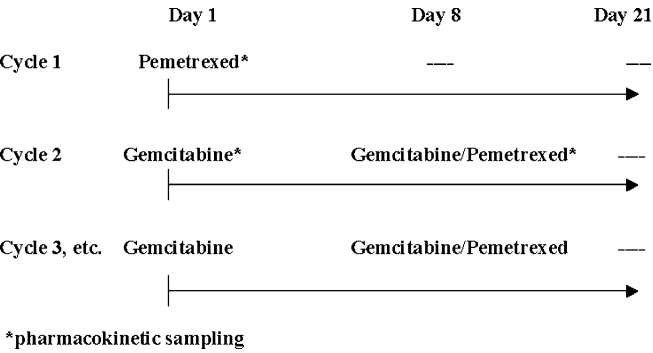 Day 1 Day 8 Day 21
Cycle 1 Pemetrexed* ---- ----
Cycle 2 Gemcitabine* Gemcitabine/Pemetrexed* ----
Cycle 3, etc. Gemcitabine Gemcitabine/Pemetrexed ----
*pharmacokinetic sampling